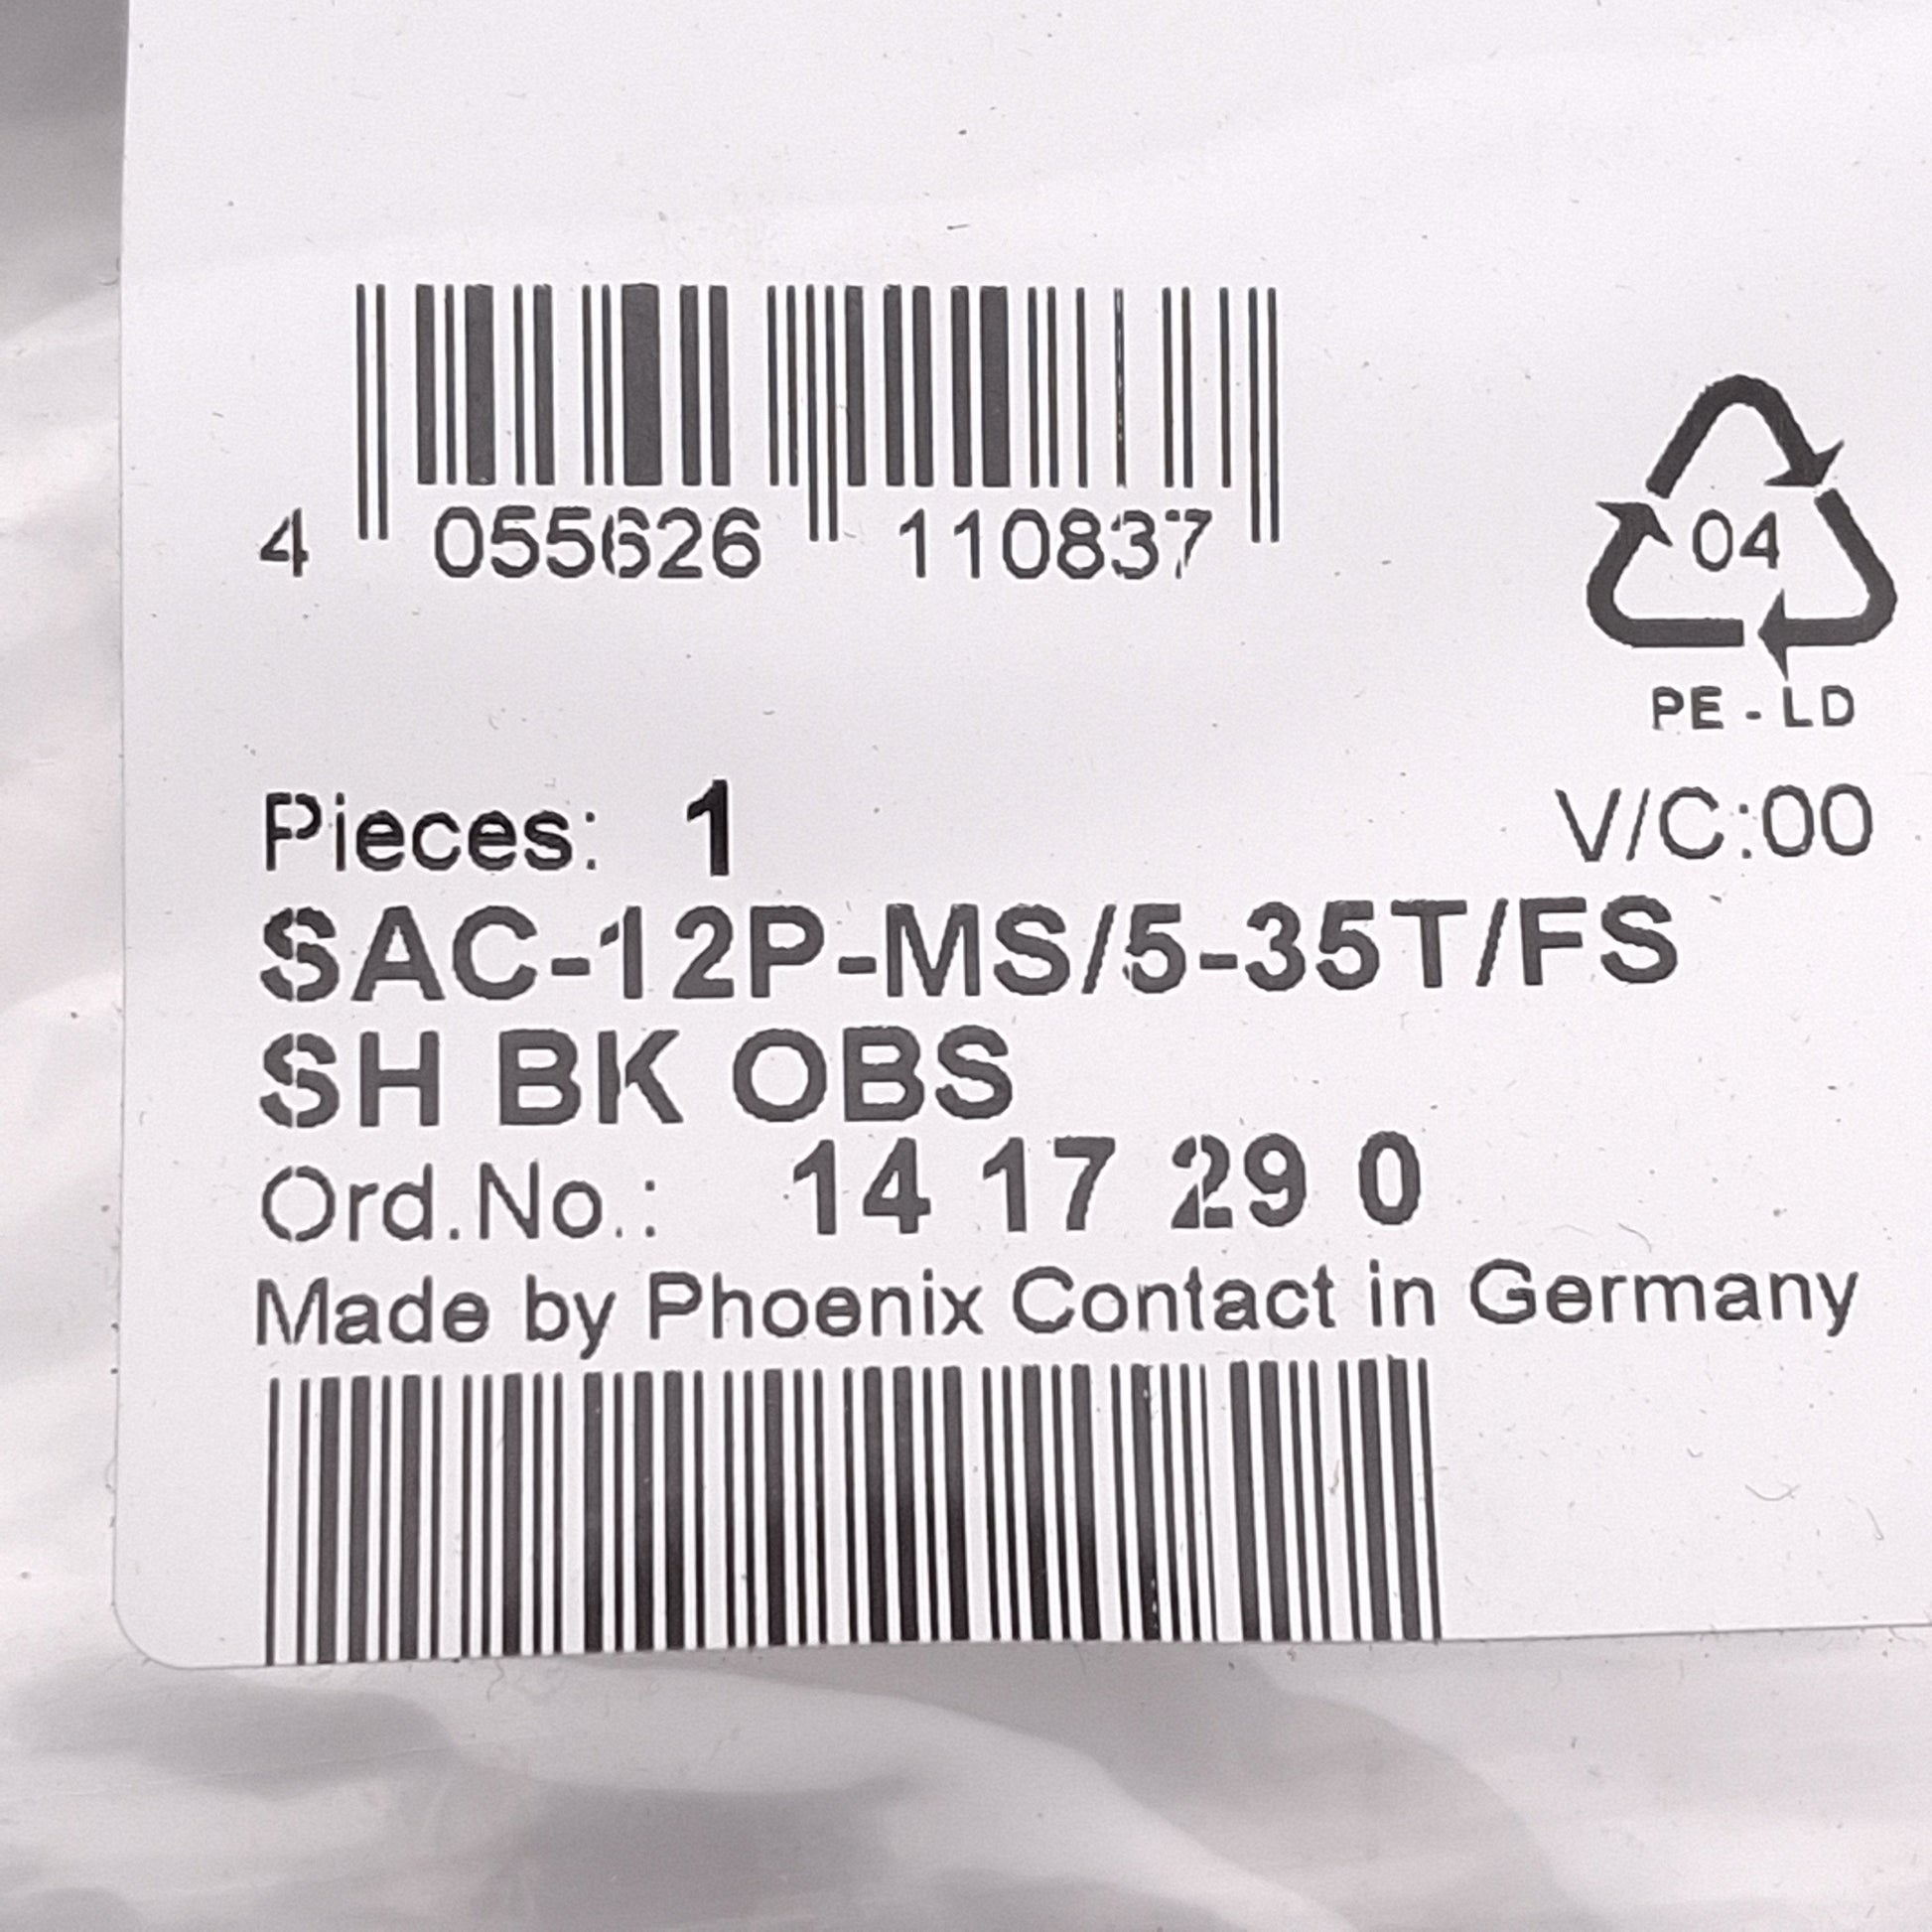 4 055626 110837
04
PE - LD
Pieces: 1
V/C:00
SAC-12P-MS/5-35T/FS
SH BK OBS
Ord.No.: 14 17 29 0
Made by Phoenix Contact in Germany